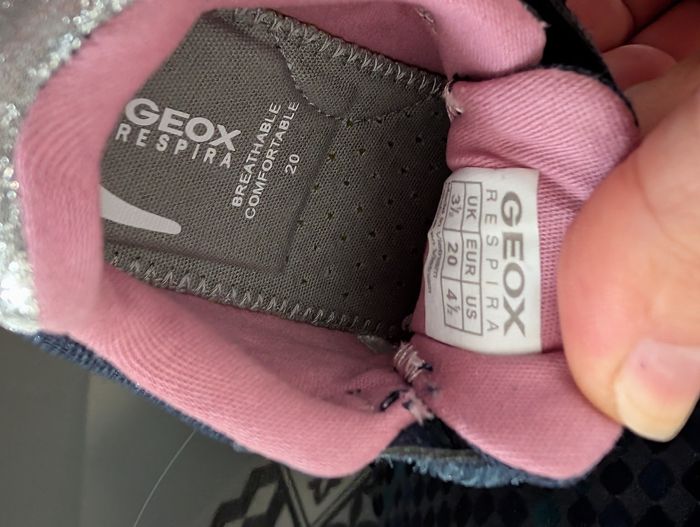 GEOX
RESPIRA
BREATHABLE
COMFORTABLE
20
GEOX
RESPIRA
UK EUR US
3½ 20 4½